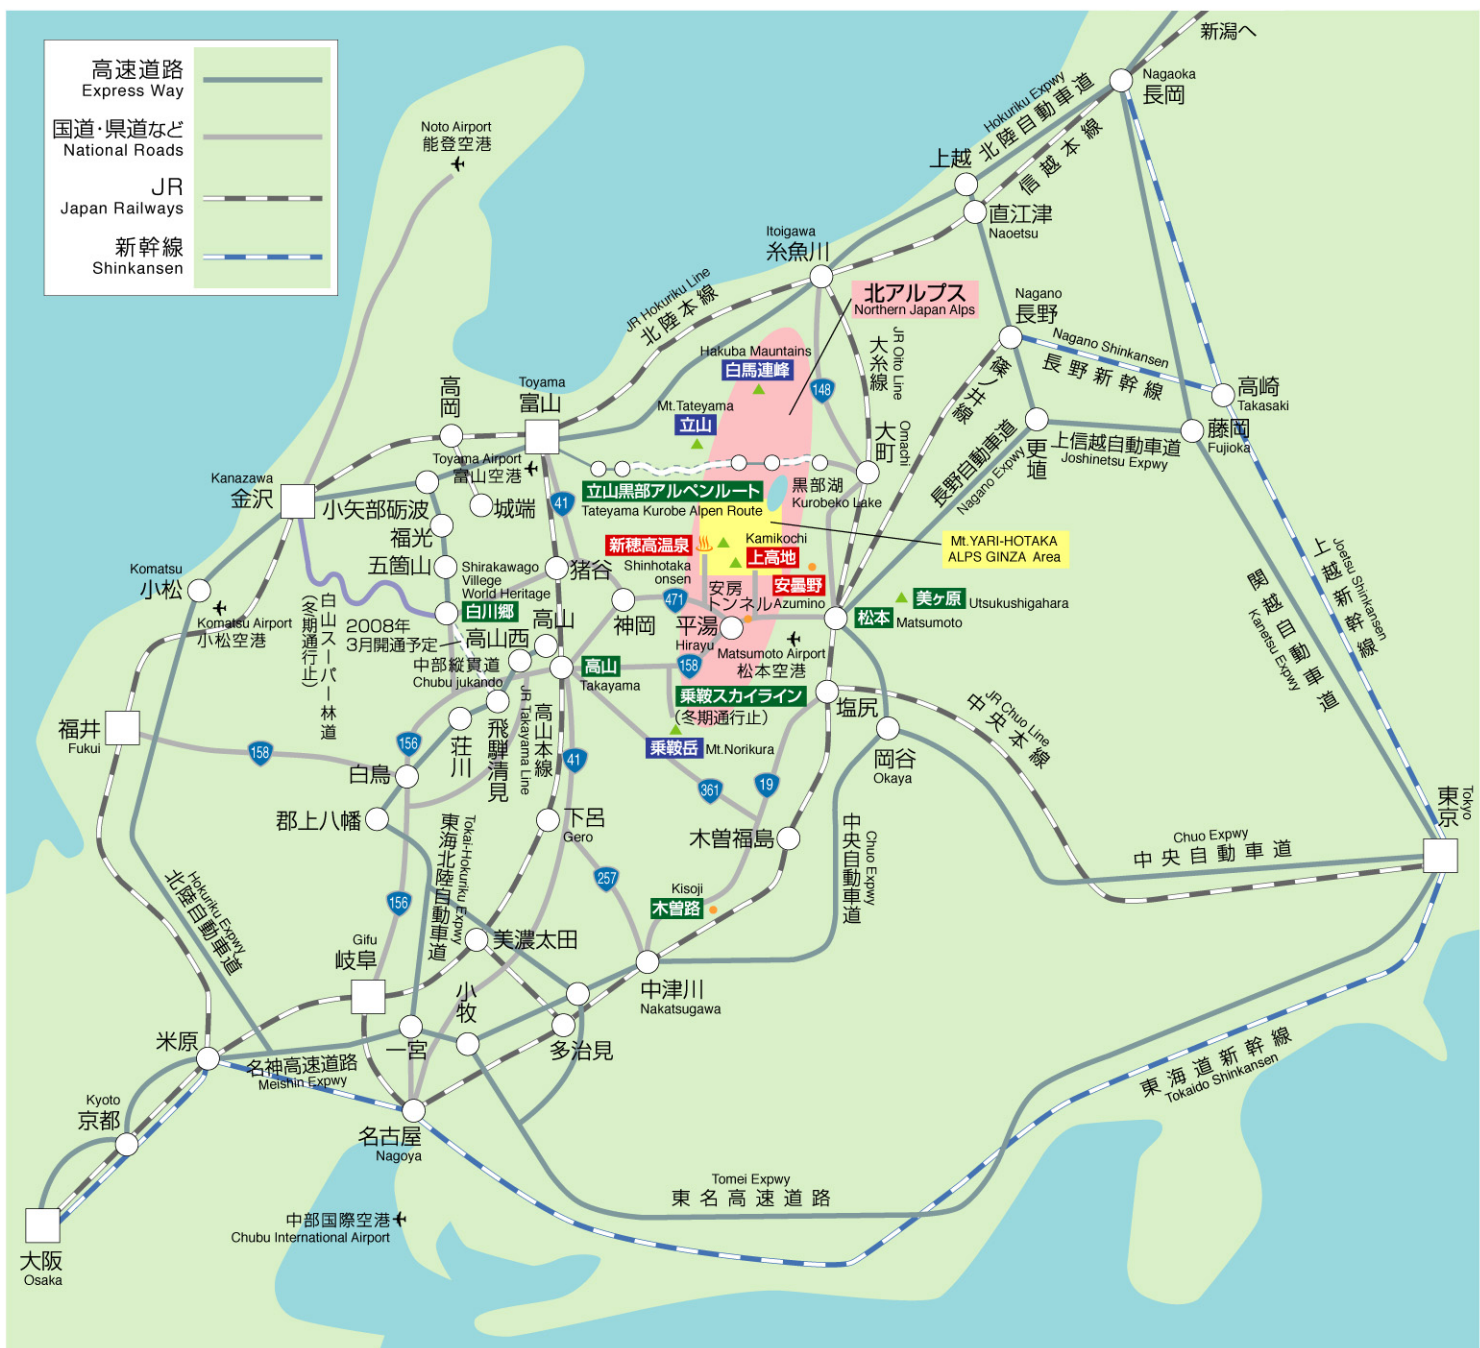 高速道路
Express Way
国道・県道など
National Roads
JR
Japan Railways
新幹線
Shinkansen
新潟へ
Nagaoka
長岡
Hokuriku Expwy
北陸自動車道
信越本線
上越
直江津
Naoetsu
Noto Airport
能登空港
Itoigawa
糸魚川
北アルプス
Northern Japan Alps
JR Hokuriku Line
北陸本線
JR Oito Line
大糸線
Nagano
長野
Nagano Shinkansen
長野新幹線
篠ノ井線
高崎
Takasaki
藤岡
Fujioka
更埴
上信越自動車道
Joshinetsu Expwy
長野自動車道
Nagano Expwy
Hakuba Mauntains
白馬連峰
148
Mt.Tateyama
立山
Omachi
大町
Toyama
富山
高岡
Toyama Airport
富山空港
Kanazawa
金沢
小矢部砺波
城端
41
立山黒部アルペンルート
Tateyama Kurobe Alpen Route
黒部湖
Kurobeko Lake
福光
五箇山
Shirakawago
Villege
World Heritage
白川郷
猪谷
新穂高温泉
Shinhotaka
onsen
Kamikochi
上高地
Mt.YARI-HOTAKA
ALPS GINZA Area
安曇野
Azumino
安房
トンネル
471
神岡
平湯
Hirayu
松本
Matsumoto
美ヶ原
Utsukushigahara
Matsumoto Airport
松本空港
Komatsu
小松
Komatsu Airport
小松空港
白山スーパー林道
(冬期通行止)
2008年
3月開通予定
高山西
高山
中部縦貫道
Chubu jukando
高山
Takayama
158
乗鞍スカイライン
(冬期通行止)
乗鞍岳
Mt.Norikura
塩尻
岡谷
Okaya
JR Chuo Line
中央本線
上越新幹線
Joetsu Shinkansen
関越自動車道
Kanetsu Expwy
福井
Fukui
158
156
白鳥
荘川
飛騨清見
JR Takayama Line
高山本線
41
361
19
郡上八幡
下呂
Gero
木曽福島
中央自動車道
Chuo Expwy
Chuo Expwy
中央自動車道
Tokyo
東京
Tokai-Hokuriku Expwy
東海北陸自動車道
257
Kisoji
木曽路
156
Hokuriku Expwy
北陸自動車道
Gifu
岐阜
美濃太田
小牧
中津川
Nakatsugawa
多治見
一宮
米原
名神高速道路
Meishin Expwy
Kyoto
京都
名古屋
Nagoya
東海道新幹線
Tokaido Shinkansen
Tomei Expwy
東名高速道路
中部国際空港
Chubu International Airport
大阪
Osaka